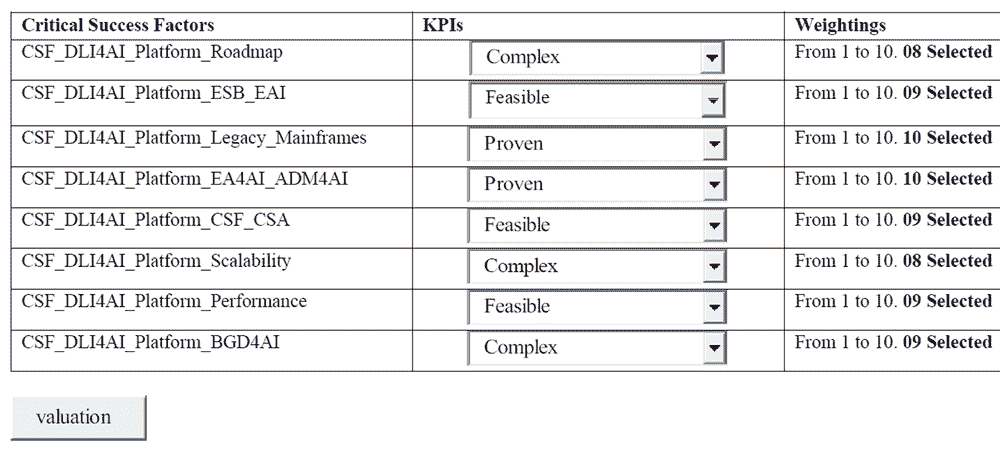 Critical Success Factors KPIs Weightings
CSF_DLI4AI_Platform_Roadmap Complex From 1 to 10. 08 Selected
CSF_DLI4AI_Platform_ESB_EAI Feasible From 1 to 10. 09 Selected
CSF_DLI4AI_Platform_Legacy_Mainframes Proven From 1 to 10. 10 Selected
CSF_DLI4AI_Platform_EA4AI_ADM4AI Proven From 1 to 10. 10 Selected
CSF_DLI4AI_Platform_CSF_CSA Feasible From 1 to 10. 09 Selected
CSF_DLI4AI_Platform_Scalability Complex From 1 to 10. 08 Selected
CSF_DLI4AI_Platform_Performance Feasible From 1 to 10. 09 Selected
CSF_DLI4AI_Platform_BGD4AI Complex From 1 to 10. 09 Selected
valuation